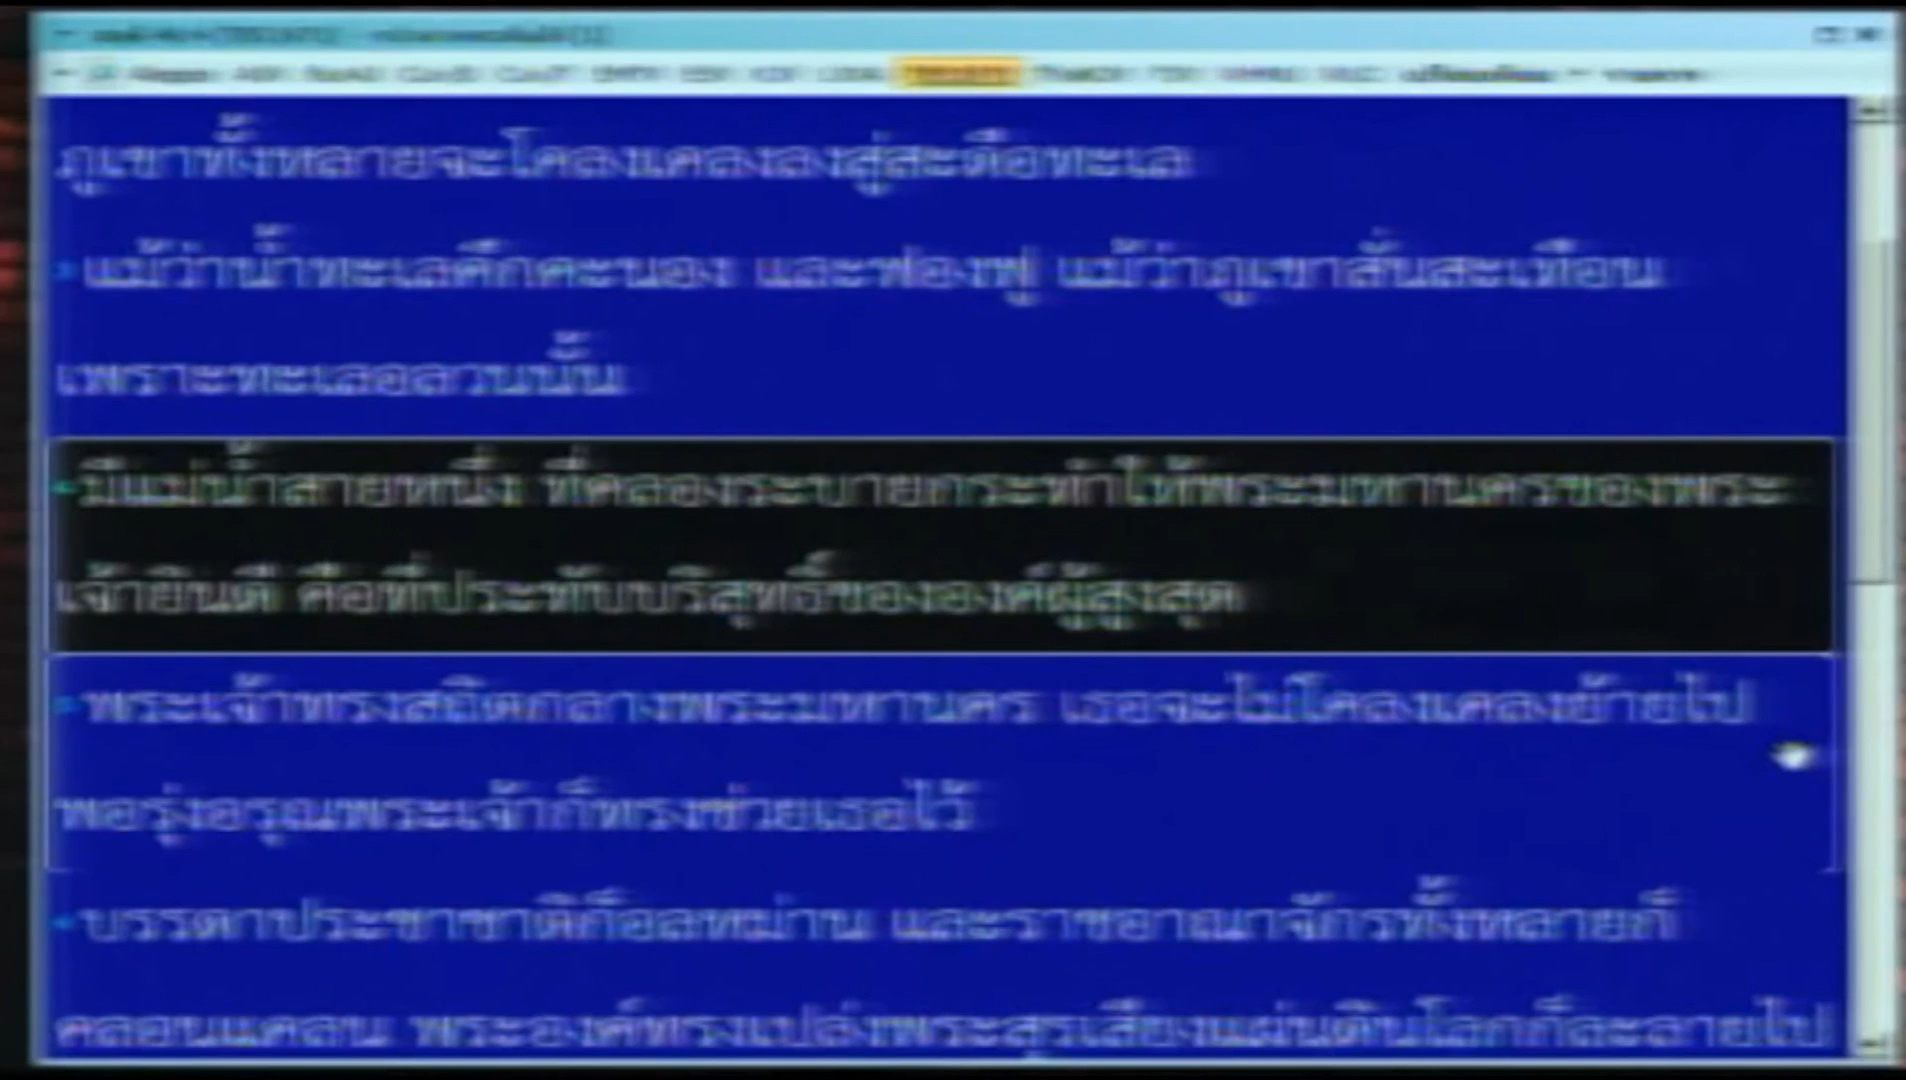 ภูเขาทั้งหลายจะโคลงเคลงลงสู่สะดือทะเล
แม้ว่าน้ำทะเลคึกคะนอง และฟองฟู แม้ว่าภูเขาสั่นสะเทือน
เพราะทะเลอลวนนั้น
มีแม่น้ำสายหนึ่ง ที่คลองระบายกระทำให้พระมหานครของพระ
เจ้ายินดี คือที่ประทับบริสุทธิ์ขององค์ผู้สูงสุด
พระเจ้าทรงสถิตกลางพระมหานคร เธอจะไม่โคลงเคลงย้ายไป
พอรุ่งอรุณพระเจ้าก็ทรงช่วยเธอไว้
บรรดาประชาชาติก็อลหม่าน และราชอาณาจักรทั้งหลายก็
คลอนแคลน พระองค์ทรงเปล่งพระสุรเสียงแผ่นดินโลกก็ละลายไป